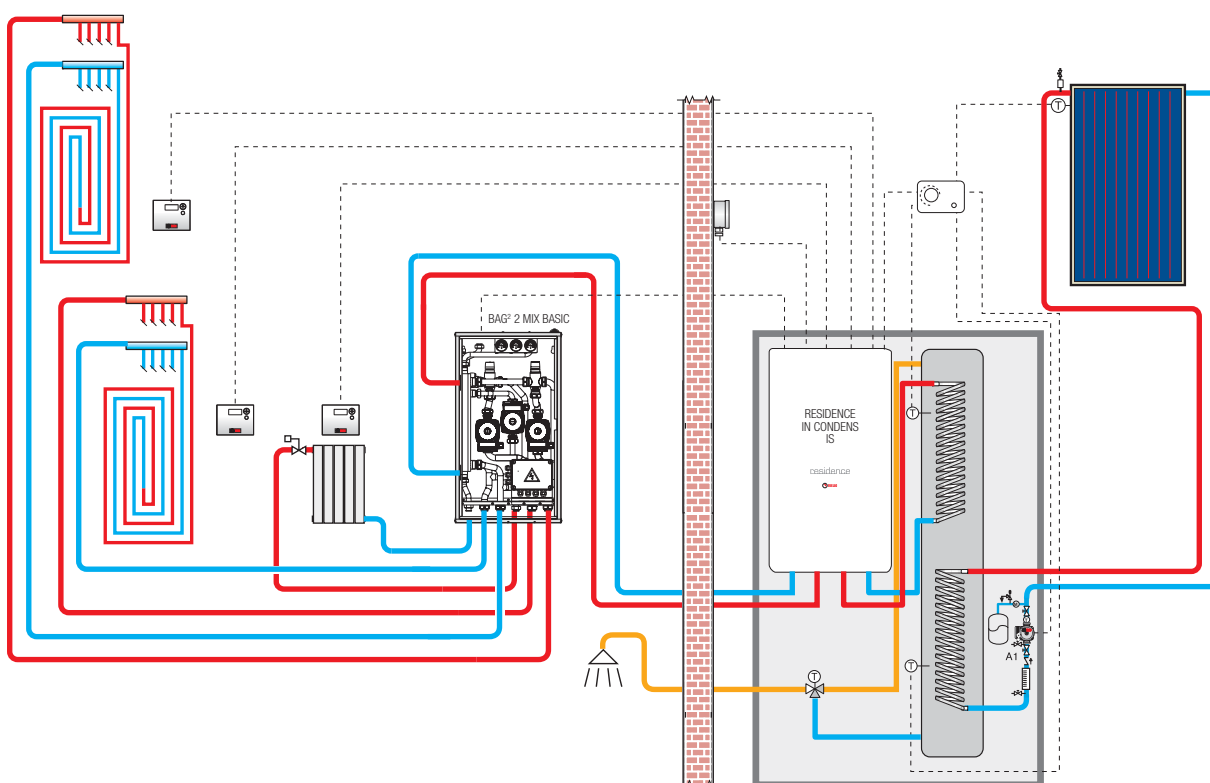 T
BAG² 2 MIX BASIC
RESIDENCE
IN CONDENS
IS
residence
T
A1
T
T